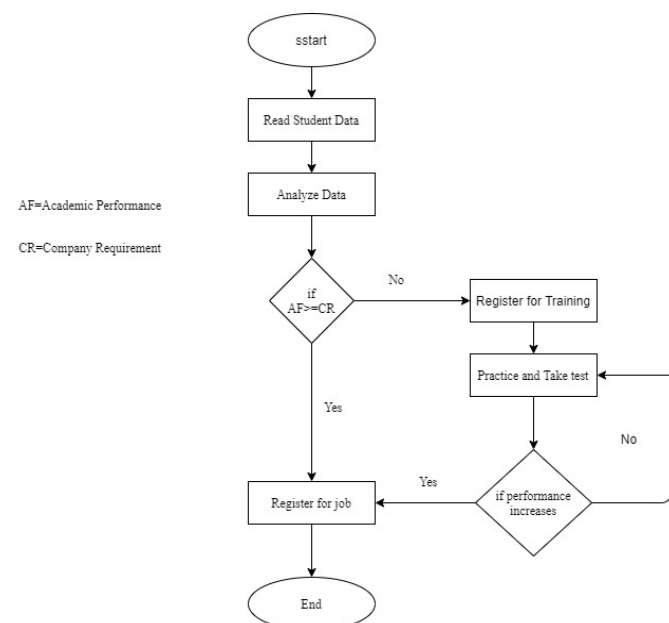 sstart
Read Student Data
Analyze Data
AF=Academic Performance
CR=Company Requirement
if
AF>=CR
No
Register for Training
Practice and Take test
Yes
No
if performance
increases
Yes
Register for job
End